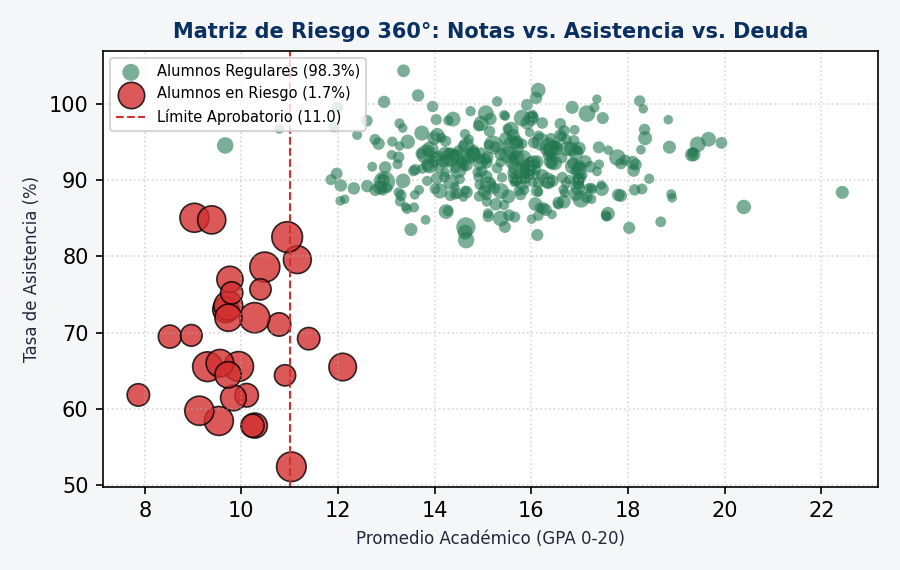 Matriz de Riesgo 360°: Notas vs. Asistencia vs. Deuda
Alumnos Regulares (98.3%)
Alumnos en Riesgo (1.7%)
Límite Aprobatorio (11.0)
Tasa de Asistencia (%)
100
90
80
70
60
50
8 10 12 14 16 18 20 22
Promedio Académico (GPA 0-20)